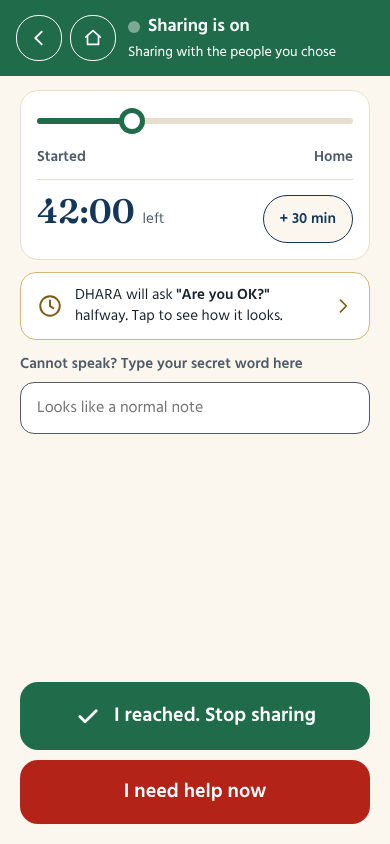 Sharing is on
Sharing with the people you chose
Started
Home
42:00 left
+ 30 min
DHARA will ask "Are you OK?"
halfway. Tap to see how it looks.
Cannot speak? Type your secret word here
Looks like a normal note
I reached. Stop sharing
I need help now